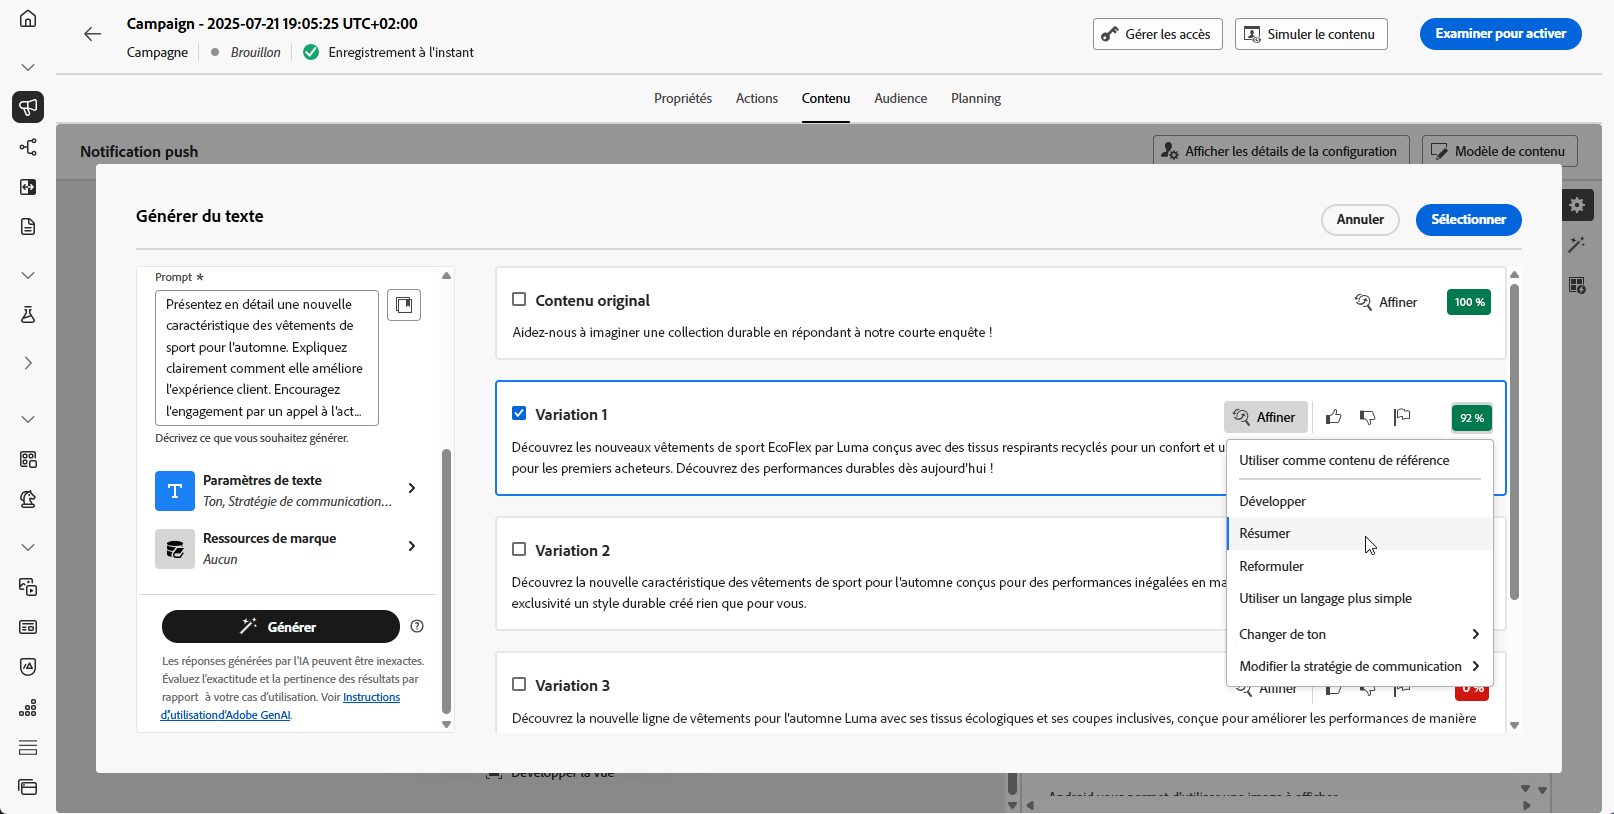 Campaign - 2025-07-21 19:05:25 UTC+02:00
Campagne
Brouillon
Enregistrement à l'instant
Gérer les accès
Simuler le contenu
Examiner pour activer
Propriétés
Actions
Contenu
Audience
Planning
Notification push
Afficher les détails de la configuration
Modèle de contenu
Générer du texte
Annuler
Sélectionner
Prompt *
Présentez en détail une nouvelle
caractéristique des vêtements de
sport pour l'automne. Expliquez
clairement comment elle améliore
l'expérience client. Encouragez
l'engagement par un appel à l'act...
Décrivez ce que vous souhaitez générer.
Paramètres de texte
Ton, Stratégie de communication...
Ressources de marque
Aucun
Générer
Les réponses générées par l'IA peuvent être inexactes.
Évaluez l'exactitude et la pertinence des résultats par
rapport à votre cas d'utilisation. Voir Instructions
d'utilisationd'Adobe GenAI.
Contenu original
Affiner
100 %
Aidez-nous à imaginer une collection durable en répondant à notre courte enquête !
Variation 1
Affiner
92 %
Découvrez les nouveaux vêtements de sport EcoFlex par Luma conçus avec des tissus respirants recyclés pour un confort et u
pour les premiers acheteurs. Découvrez des performances durables dès aujourd'hui !
Utiliser comme contenu de référence
Développer
Résumer
Reformuler
Utiliser un langage plus simple
Changer de ton
Modifier la stratégie de communication
Variation 2
Découvrez la nouvelle caractéristique des vêtements de sport pour l'automne conçus pour des performances inégalées en ma
exclusivité un style durable créé rien que pour vous.
Variation 3
Affiner
0 %
Découvrez la nouvelle ligne de vêtements pour l'automne Luma avec ses tissus écologiques et ses coupes inclusives, conçue pour améliorer les performances de manière
Développer la vue
Android vous permet d'utiliser une image à afficher